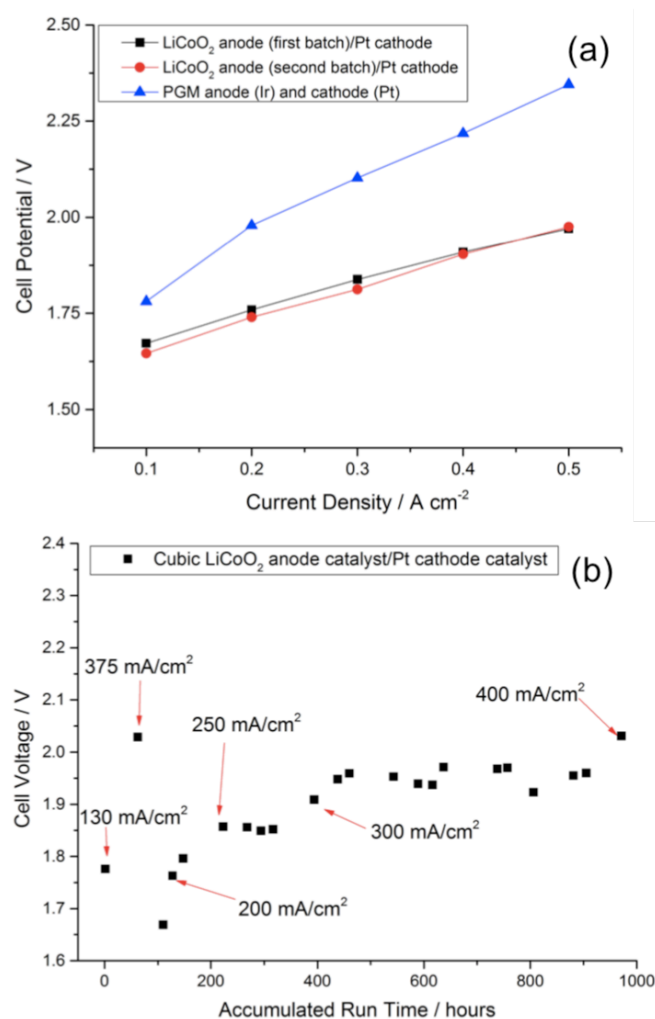 2.50
2.25
2.00
1.75
1.50
Cell Potential / V
LiCoO₂ anode (first batch)/Pt cathode
LiCoO₂ anode (second batch)/Pt cathode
PGM anode (Ir) and cathode (Pt)
(a)
0.1 0.2 0.3 0.4 0.5
Current Density / A cm⁻²
2.4
2.3
2.2
2.1
2.0
1.9
1.8
1.7
1.6
Cell Voltage / V
Cubic LiCoO₂ anode catalyst/Pt cathode catalyst
(b)
375 mA/cm²
400 mA/cm²
250 mA/cm²
130 mA/cm²
300 mA/cm²
200 mA/cm²
0 200 400 600 800 1000
Accumulated Run Time / hours